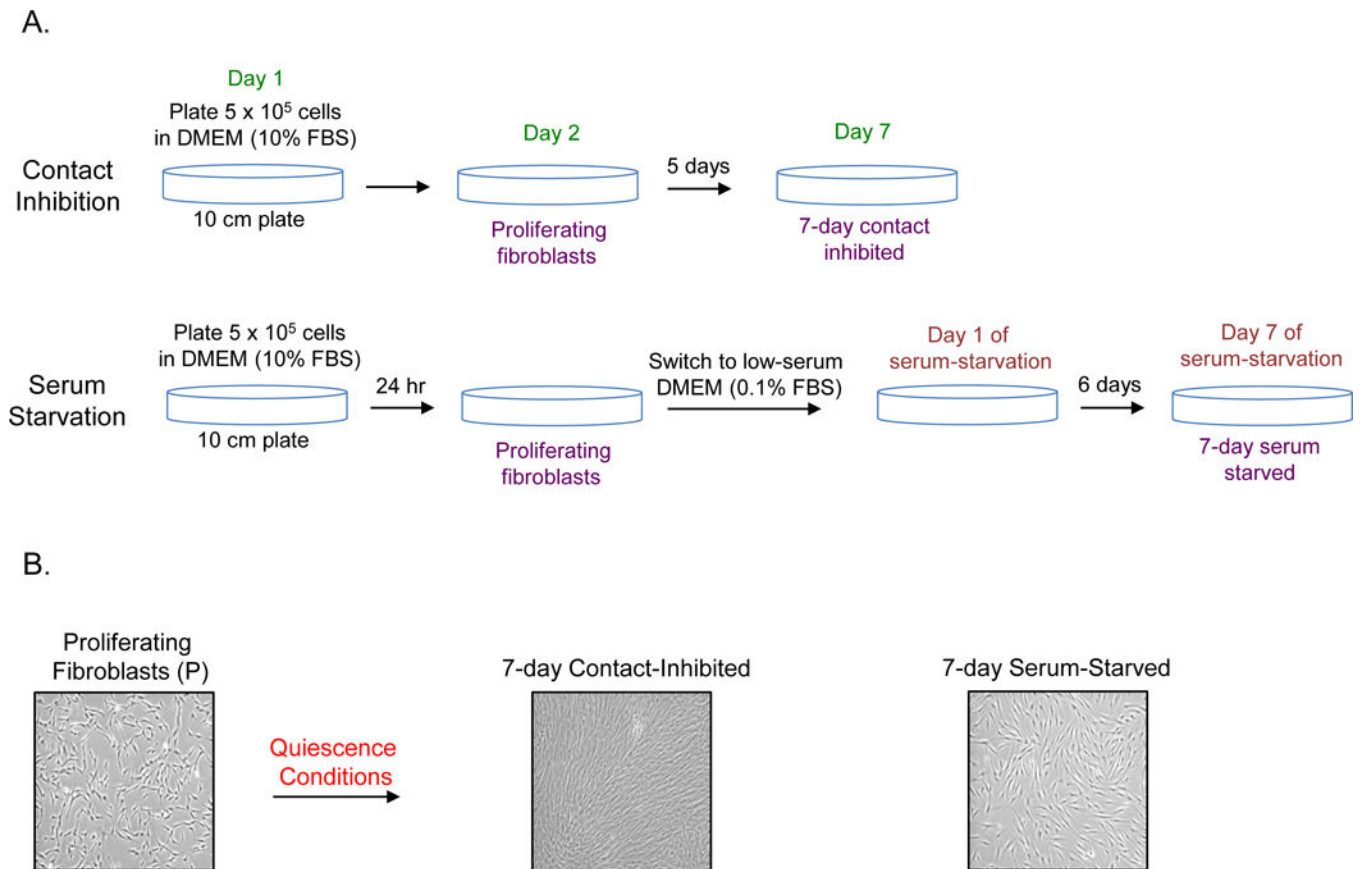 A.
Day 1
Plate 5 x 10⁵ cells
in DMEM (10% FBS)
Contact
Inhibition
10 cm plate
Day 2
Proliferating
fibroblasts
5 days
Day 7
7-day contact
inhibited
Plate 5 x 10⁵ cells
in DMEM (10% FBS)
Serum
Starvation
10 cm plate
24 hr
Proliferating
fibroblasts
Switch to low-serum
DMEM (0.1% FBS)
Day 1 of
serum-starvation
6 days
Day 7 of
serum-starvation
7-day serum
starved
B.
Proliferating
Fibroblasts (P)
Quiescence
Conditions
7-day Contact-Inhibited
7-day Serum-Starved